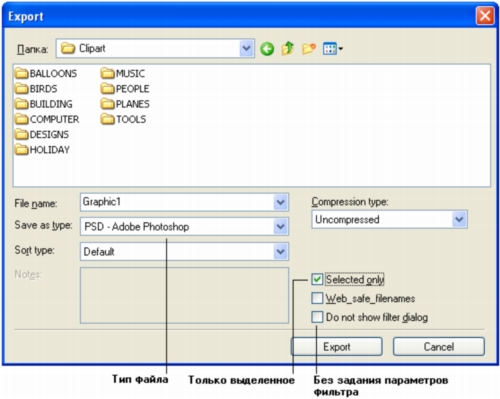 Export
Папка: Clipart
BALLOONS MUSIC
BIRDS PEOPLE
BUILDING PLANES
COMPUTER TOOLS
DESIGNS
HOLIDAY
File name: Graphic1 Compression type:
Save as type: PSD - Adobe Photoshop Uncompressed
Sort type: Default
Notes: Selected only
Web_safe_filenames
Do not show filter dialog
Export Cancel
Тип файла Только выделенное Без задания параметров
фильтра